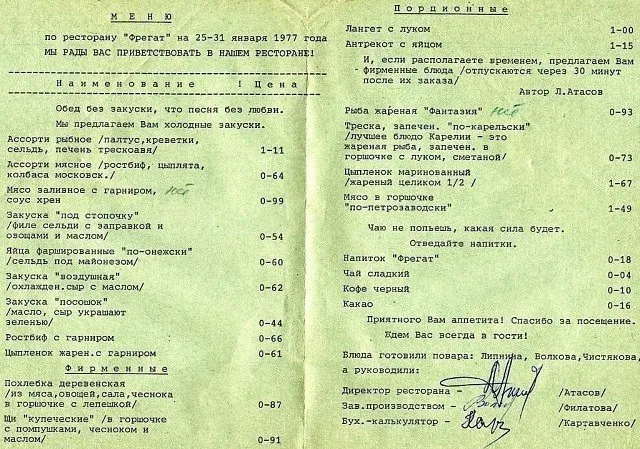 МЕНЮ
по ресторану "Фрегат" на 25-31 января 1977 года
МЫ РАДЫ ВАС ПРИВЕТСТВОВАТЬ В НАШЕМ РЕСТОРАНЕ!
Наименование ! Цена
Обед без закуски, что песня без любви.
Мы предлагаем Вам холодные закуски.
Ассорти рыбное /палтус, креветки,
сельдь, печень тресковая/ 1-11
Ассорти мясное /ростбиф, цыплята,
колбаса московск./ 0-64
Мясо заливное с гарниром,
соус хрен 0-99
Закуска "под стопочку"
/филе сельди с заправкой и
овощами и маслом/ 0-54
Яйца фаршированные "по-онежски"
/сельдь под майонезом/ 0-60
Закуска "воздушная"
/охлажден.сыр с маслом/ 0-62
Закуска "посошок"
/масло, сыр украшают
зеленью/ 0-44
Ростбиф с гарниром 0-66
Цыпленок жарен.с гарниром 0-61
Фирменные
Похлебка деревенская
/из мяса,овощей,сала,чеснока
в горшочке с лепешкой/ 0-87
Щи "купеческие" /в горшочке
с помпушками, чесноком и
маслом/ 0-91
Порционные
Лангет с луком 1-00
Антрекот с яйцом 1-15
И, если располагаете временем, предлагаем Вам
фирменные блюда /отпускаются через 30 минут
после их заказа/
Автор Л.Атасов
Рыба жареная "Фантазия" 0-93
Треска, запечен. "по-карельски"
/лучшее блюдо Карелии - это
жареная рыба, запечен. в
горшочке с луком, сметаной/ 0-73
Цыпленок маринованный
/жареный целиком 1/2 / 1-67
Мясо в горшочке
"по-петрозаводски" 1-49
Чаю не попьешь, какая сила будет.
Отведайте напитки.
Напиток "Фрегат" 0-18
Чай сладкий 0-04
Кофе черный 0-10
Какао 0-16
Приятного Вам аппетита! Спасибо за посещение.
Ждем Вас всегда в гости!
Блюда готовили повара: Липнина, Волкова,Чистякова,
а руководили:
Директор ресторана - /Атасов/
Зав.производством - /Филатова/
Бух.-калькулятор - /Картавченко/